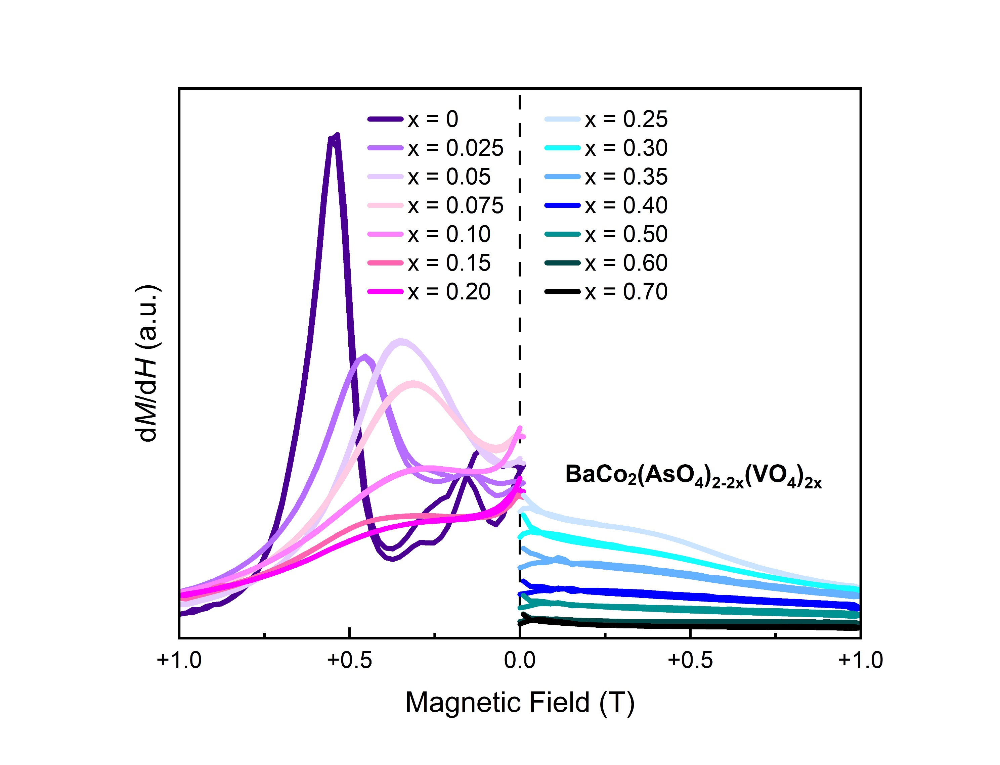 x = 0
x = 0.025
x = 0.05
x = 0.075
x = 0.10
x = 0.15
x = 0.20
x = 0.25
x = 0.30
x = 0.35
x = 0.40
x = 0.50
x = 0.60
x = 0.70
dM/dH (a.u.)
BaCo₂(AsO₄)₂₋₂ₓ(VO₄)₂ₓ
+1.0 +0.5 0.0 +0.5 +1.0
Magnetic Field (T)